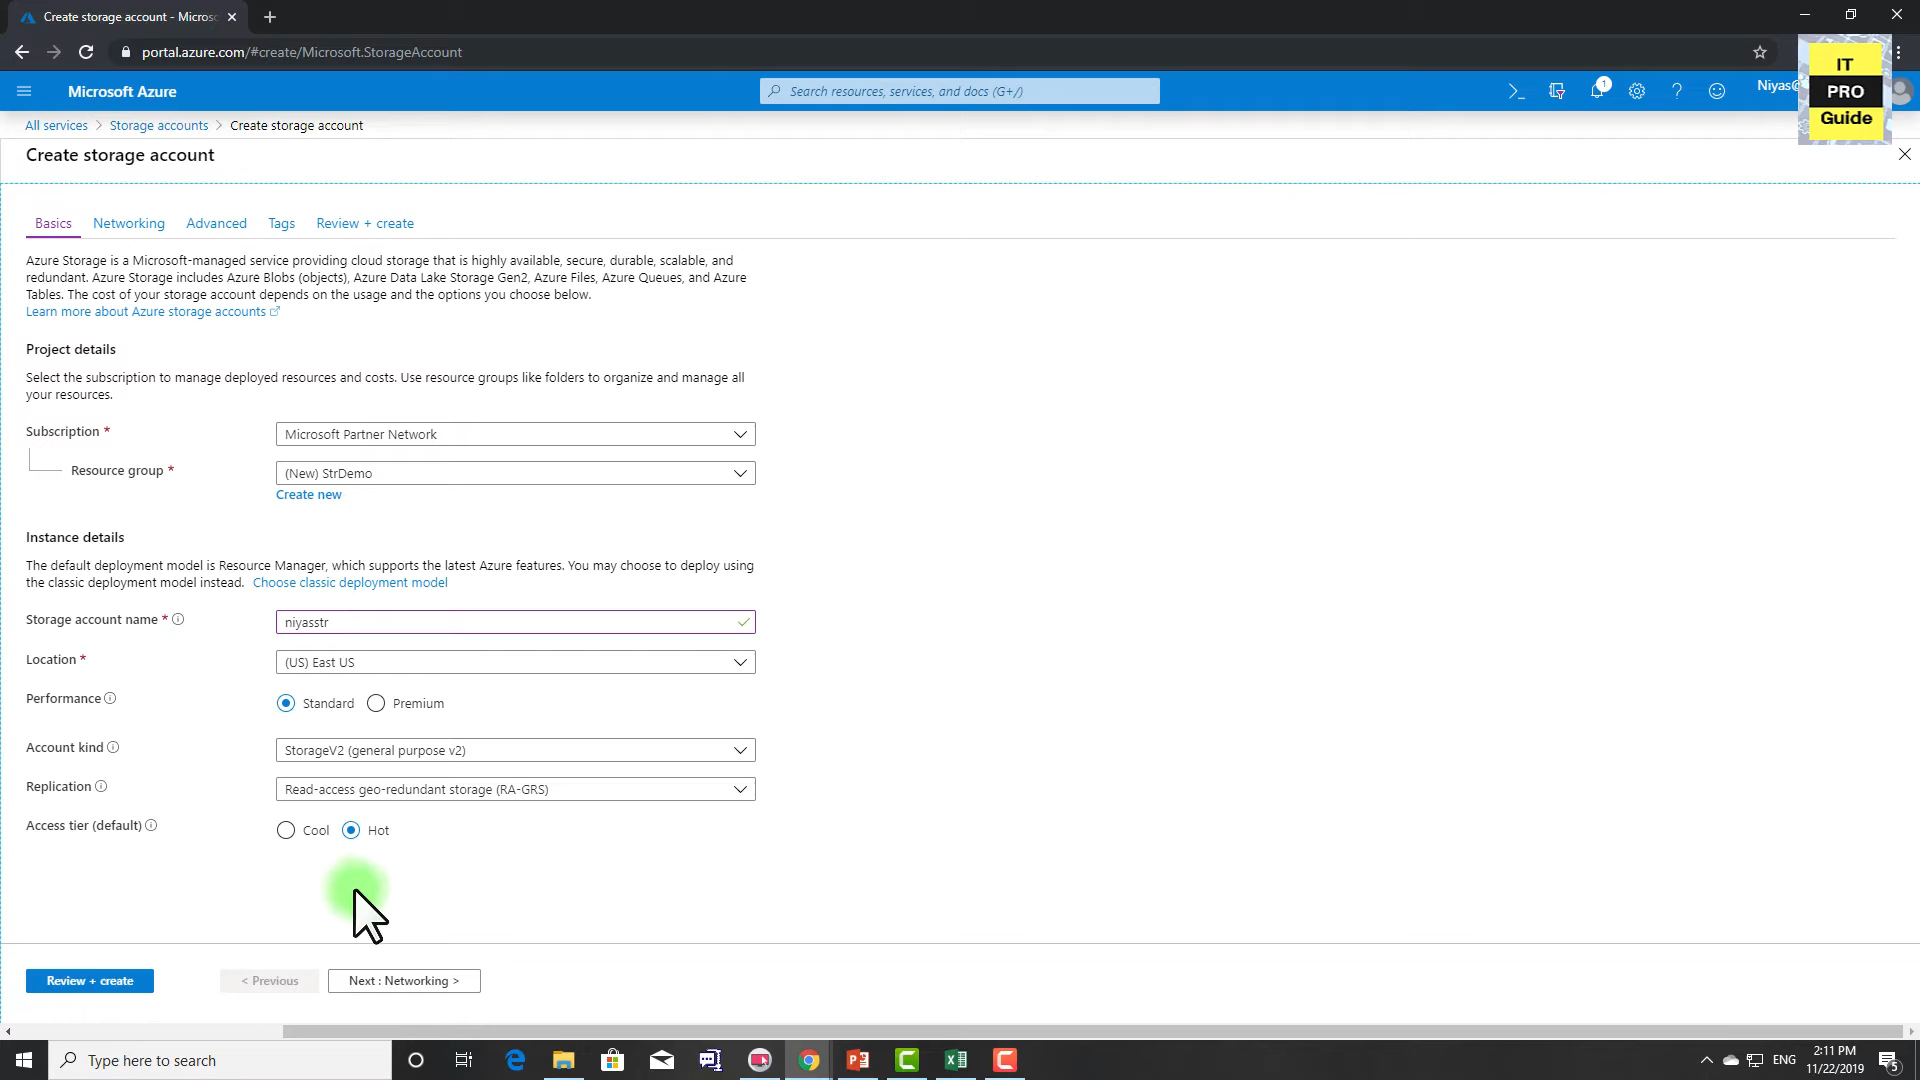 Create storage account - Micros
portal.azure.com/#create/Microsoft.StorageAccount
IT
PRO
Guide
Microsoft Azure
Search resources, services, and docs (G+/)
1
Niyas@
All services > Storage accounts > Create storage account
Create storage account
Basics
Networking
Advanced
Tags
Review + create
Azure Storage is a Microsoft-managed service providing cloud storage that is highly available, secure, durable, scalable, and
redundant. Azure Storage includes Azure Blobs (objects), Azure Data Lake Storage Gen2, Azure Files, Azure Queues, and Azure
Tables. The cost of your storage account depends on the usage and the options you choose below.
Learn more about Azure storage accounts
Project details
Select the subscription to manage deployed resources and costs. Use resource groups like folders to organize and manage all
your resources.
Subscription *
Microsoft Partner Network
Resource group *
(New) StrDemo
Create new
Instance details
The default deployment model is Resource Manager, which supports the latest Azure features. You may choose to deploy using
the classic deployment model instead. Choose classic deployment model
Storage account name *
niyasstr
Location *
(US) East US
Performance
Standard
Premium
Account kind
StorageV2 (general purpose v2)
Replication
Read-access geo-redundant storage (RA-GRS)
Access tier (default)
Cool
Hot
Review + create
< Previous
Next : Networking >
Type here to search
ENG
2:11 PM
11/22/2019
5